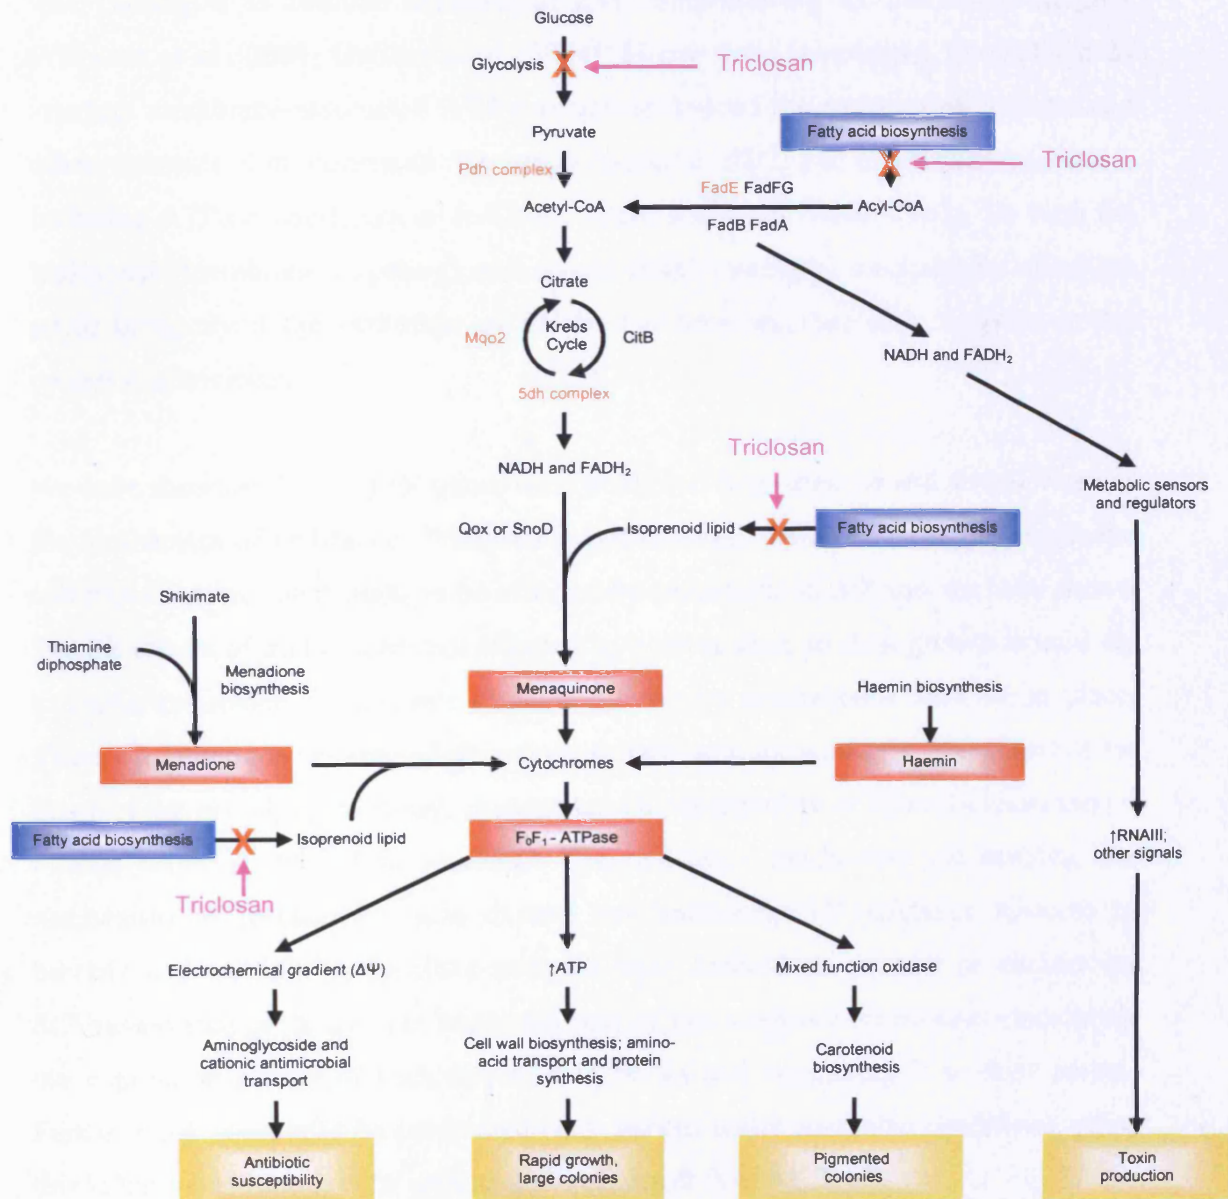 Glucose
Glycolysis
Triclosan
Pyruvate
Fatty acid biosynthesis
Triclosan
Pdh complex
FadE FadFG
Acetyl-CoA
Acyl-CoA
FadB FadA
Citrate
Mqo2
Krebs
Cycle
CitB
NADH and FADH₂
5dh complex
Triclosan
NADH and FADH₂
Metabolic sensors
and regulators
Qox or SnoD
Isoprenoid lipid
Fatty acid biosynthesis
Shikimate
Thiamine
diphosphate
Menadione
biosynthesis
Menaquinone
Haemin biosynthesis
Menadione
Cytochromes
Haemin
Fatty acid biosynthesis
Isoprenoid lipid
F₀F₁ - ATPase
↑RNAIII;
other signals
Triclosan
Electrochemical gradient (ΔΨ)
↑ATP
Mixed function oxidase
Aminoglycoside and
cationic antimicrobial
transport
Cell wall biosynthesis; amino-
acid transport and protein
synthesis
Carotenoid
biosynthesis
Antibiotic
susceptibility
Rapid growth,
large colonies
Pigmented
colonies
Toxin
production